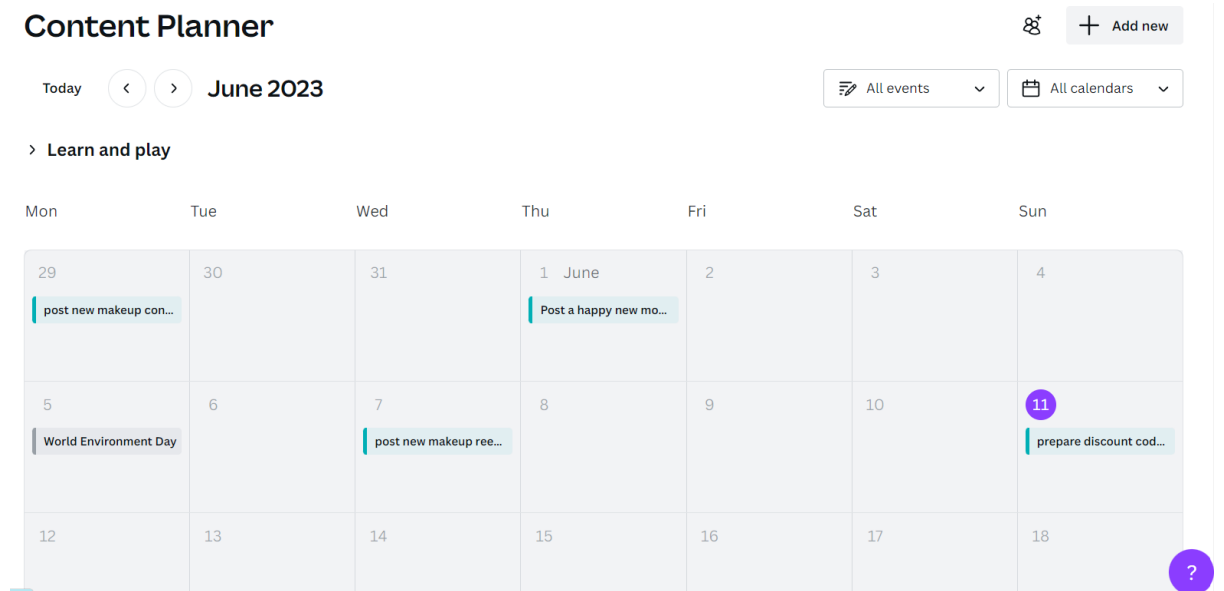 Content Planner
Add new
Today
June 2023
All events
All calendars
Learn and play
Mon Tue Wed Thu Fri Sat Sun
29 30 31 1 June 2 3 4
post new makeup con... Post a happy new mo...
5 6 7 8 9 10 11
World Environment Day post new makeup ree... prepare discount cod...
12 13 14 15 16 17 18
?